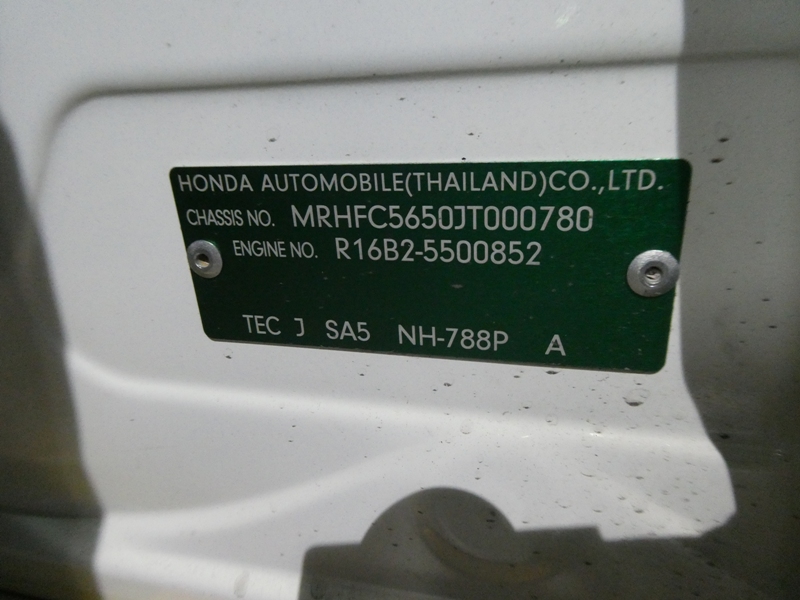 HONDA AUTOMOBILE(THAILAND)CO.,LTD.
CHASSIS NO. MRHFC5650JT000780
ENGINE NO. R16B2-5500852
TEC J SA5 NH-788P A